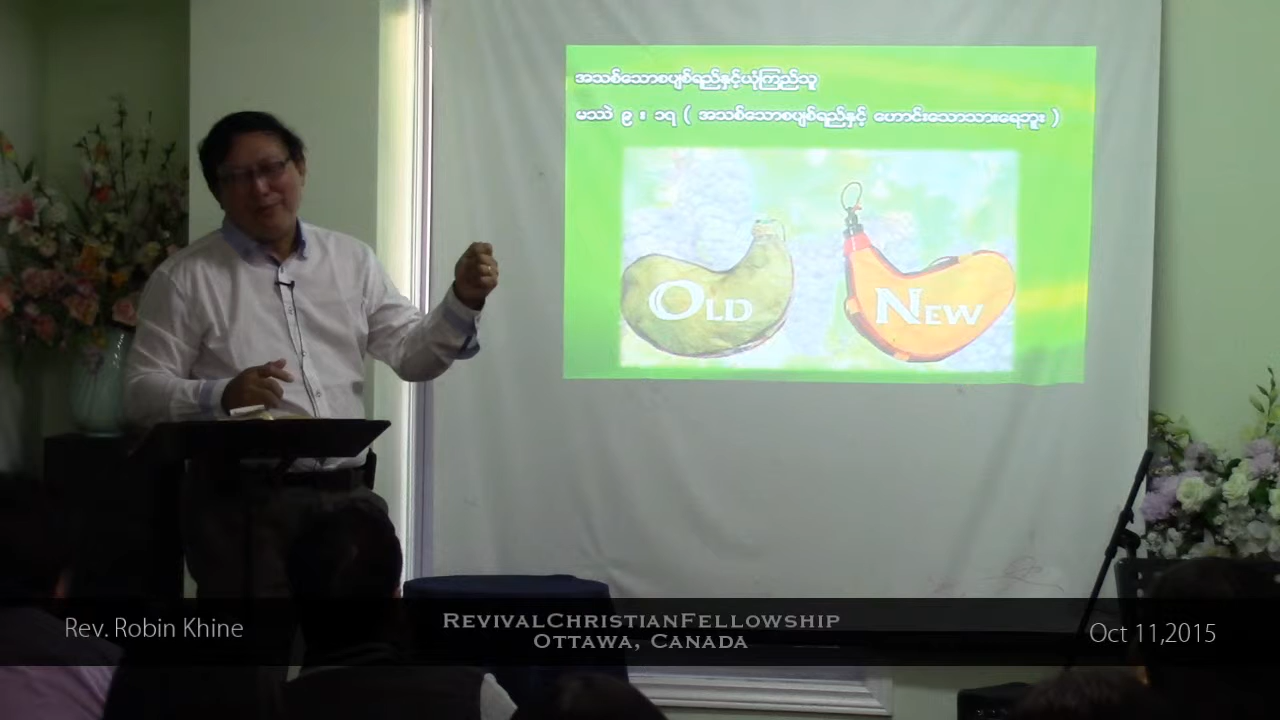 အသစ်သောစပျစ်ရည်နှင့်ယုံကြည်သူ
မဿဲ ၉ း ၁၇ ( အသစ်သောစပျစ်ရည်နှင့် ဟောင်းသောသားရေဘူး )
OLD
NEW
Rev. Robin Khine
REVIVALCHRISTIANFELLOWSHIP
OTTAWA, CANADA
Oct 11,2015